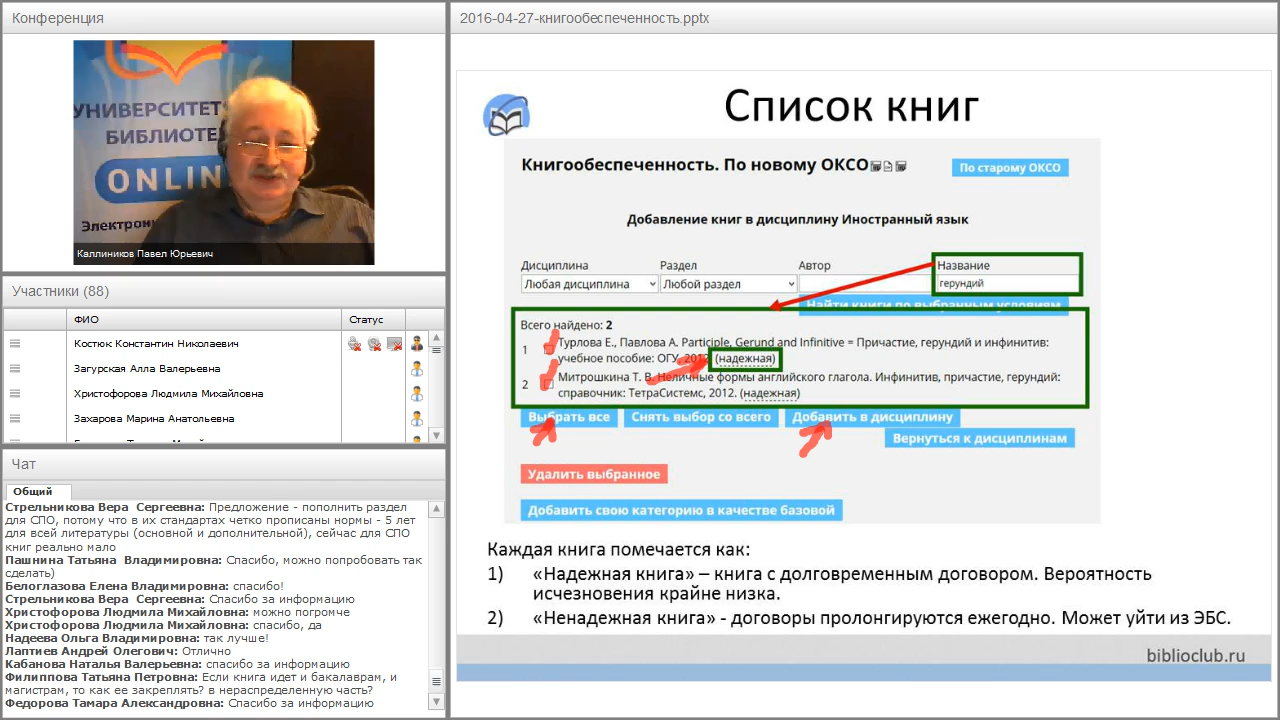 Конференция
УНИВЕРСИТЕТ
БИБЛИОТЕ
ONLIN
Электрон
Каллиников Павел Юрьевич
Участники (88)
ФИО Статус
Костюк Константин Николаевич
Загурская Алла Валерьевна
Христофорова Людмила Михайловна
Захарова Марина Анатольевна
Чат
Общий
Стрельникова Вера Сергеевна: Предложение - пополнить раздел
для СПО, потому что в их стандартах четко прописаны нормы - 5 лет
для всей литературы (основной и дополнительной), сейчас для СПО
книг реально мало
Пашнина Татьяна Владимировна: Спасибо, можно попробовать так
сделать)
Белоглазова Елена Владимировна: спасибо!
Стрельникова Вера Сергеевна: Спасибо за информацию
Христофорова Людмила Михайловна: можно погромче
Христофорова Людмила Михайловна: спасибо, да
Надеева Ольга Владимировна: так лучше!
Лаптиев Андрей Олегович: Отлично
Кабанова Наталья Валерьевна: спасибо за информацию
Филиппова Татьяна Петровна: Если книга идет и бакалаврам, и
магистрам, то как ее закреплять? в нераспределенную часть?
Федорова Тамара Александровна: Спасибо за информацию
2016-04-27-книгообеспеченность.pptx
Список книг
Книгообеспеченность. По новому ОКСО
По старому ОКСО
Добавление книг в дисциплину Иностранный язык
Дисциплина Раздел Автор Название
Любая дисциплина Любой раздел герундий
Найти книги по выбранным условиям
Всего найдено: 2
1 Турлова Е., Павлова А. Participle, Gerund and Infinitive = Причастие, герундий и инфинитив:
учебное пособие: ОГУ, (надежная)
2 Митрошкина Т. В. Неличные формы английского глагола. Инфинитив, причастие, герундий:
справочник: ТетраСистемс, 2012. (надежная)
Выбрать все Снять выбор со всего Добавить в дисциплину
Вернуться к дисциплинам
Удалить выбранное
Добавить свою категорию в качестве базовой
Каждая книга помечается как:
1) «Надежная книга» – книга с долговременным договором. Вероятность
исчезновения крайне низка.
2) «Ненадежная книга» - договоры пролонгируются ежегодно. Может уйти из ЭБС.
biblioclub.ru